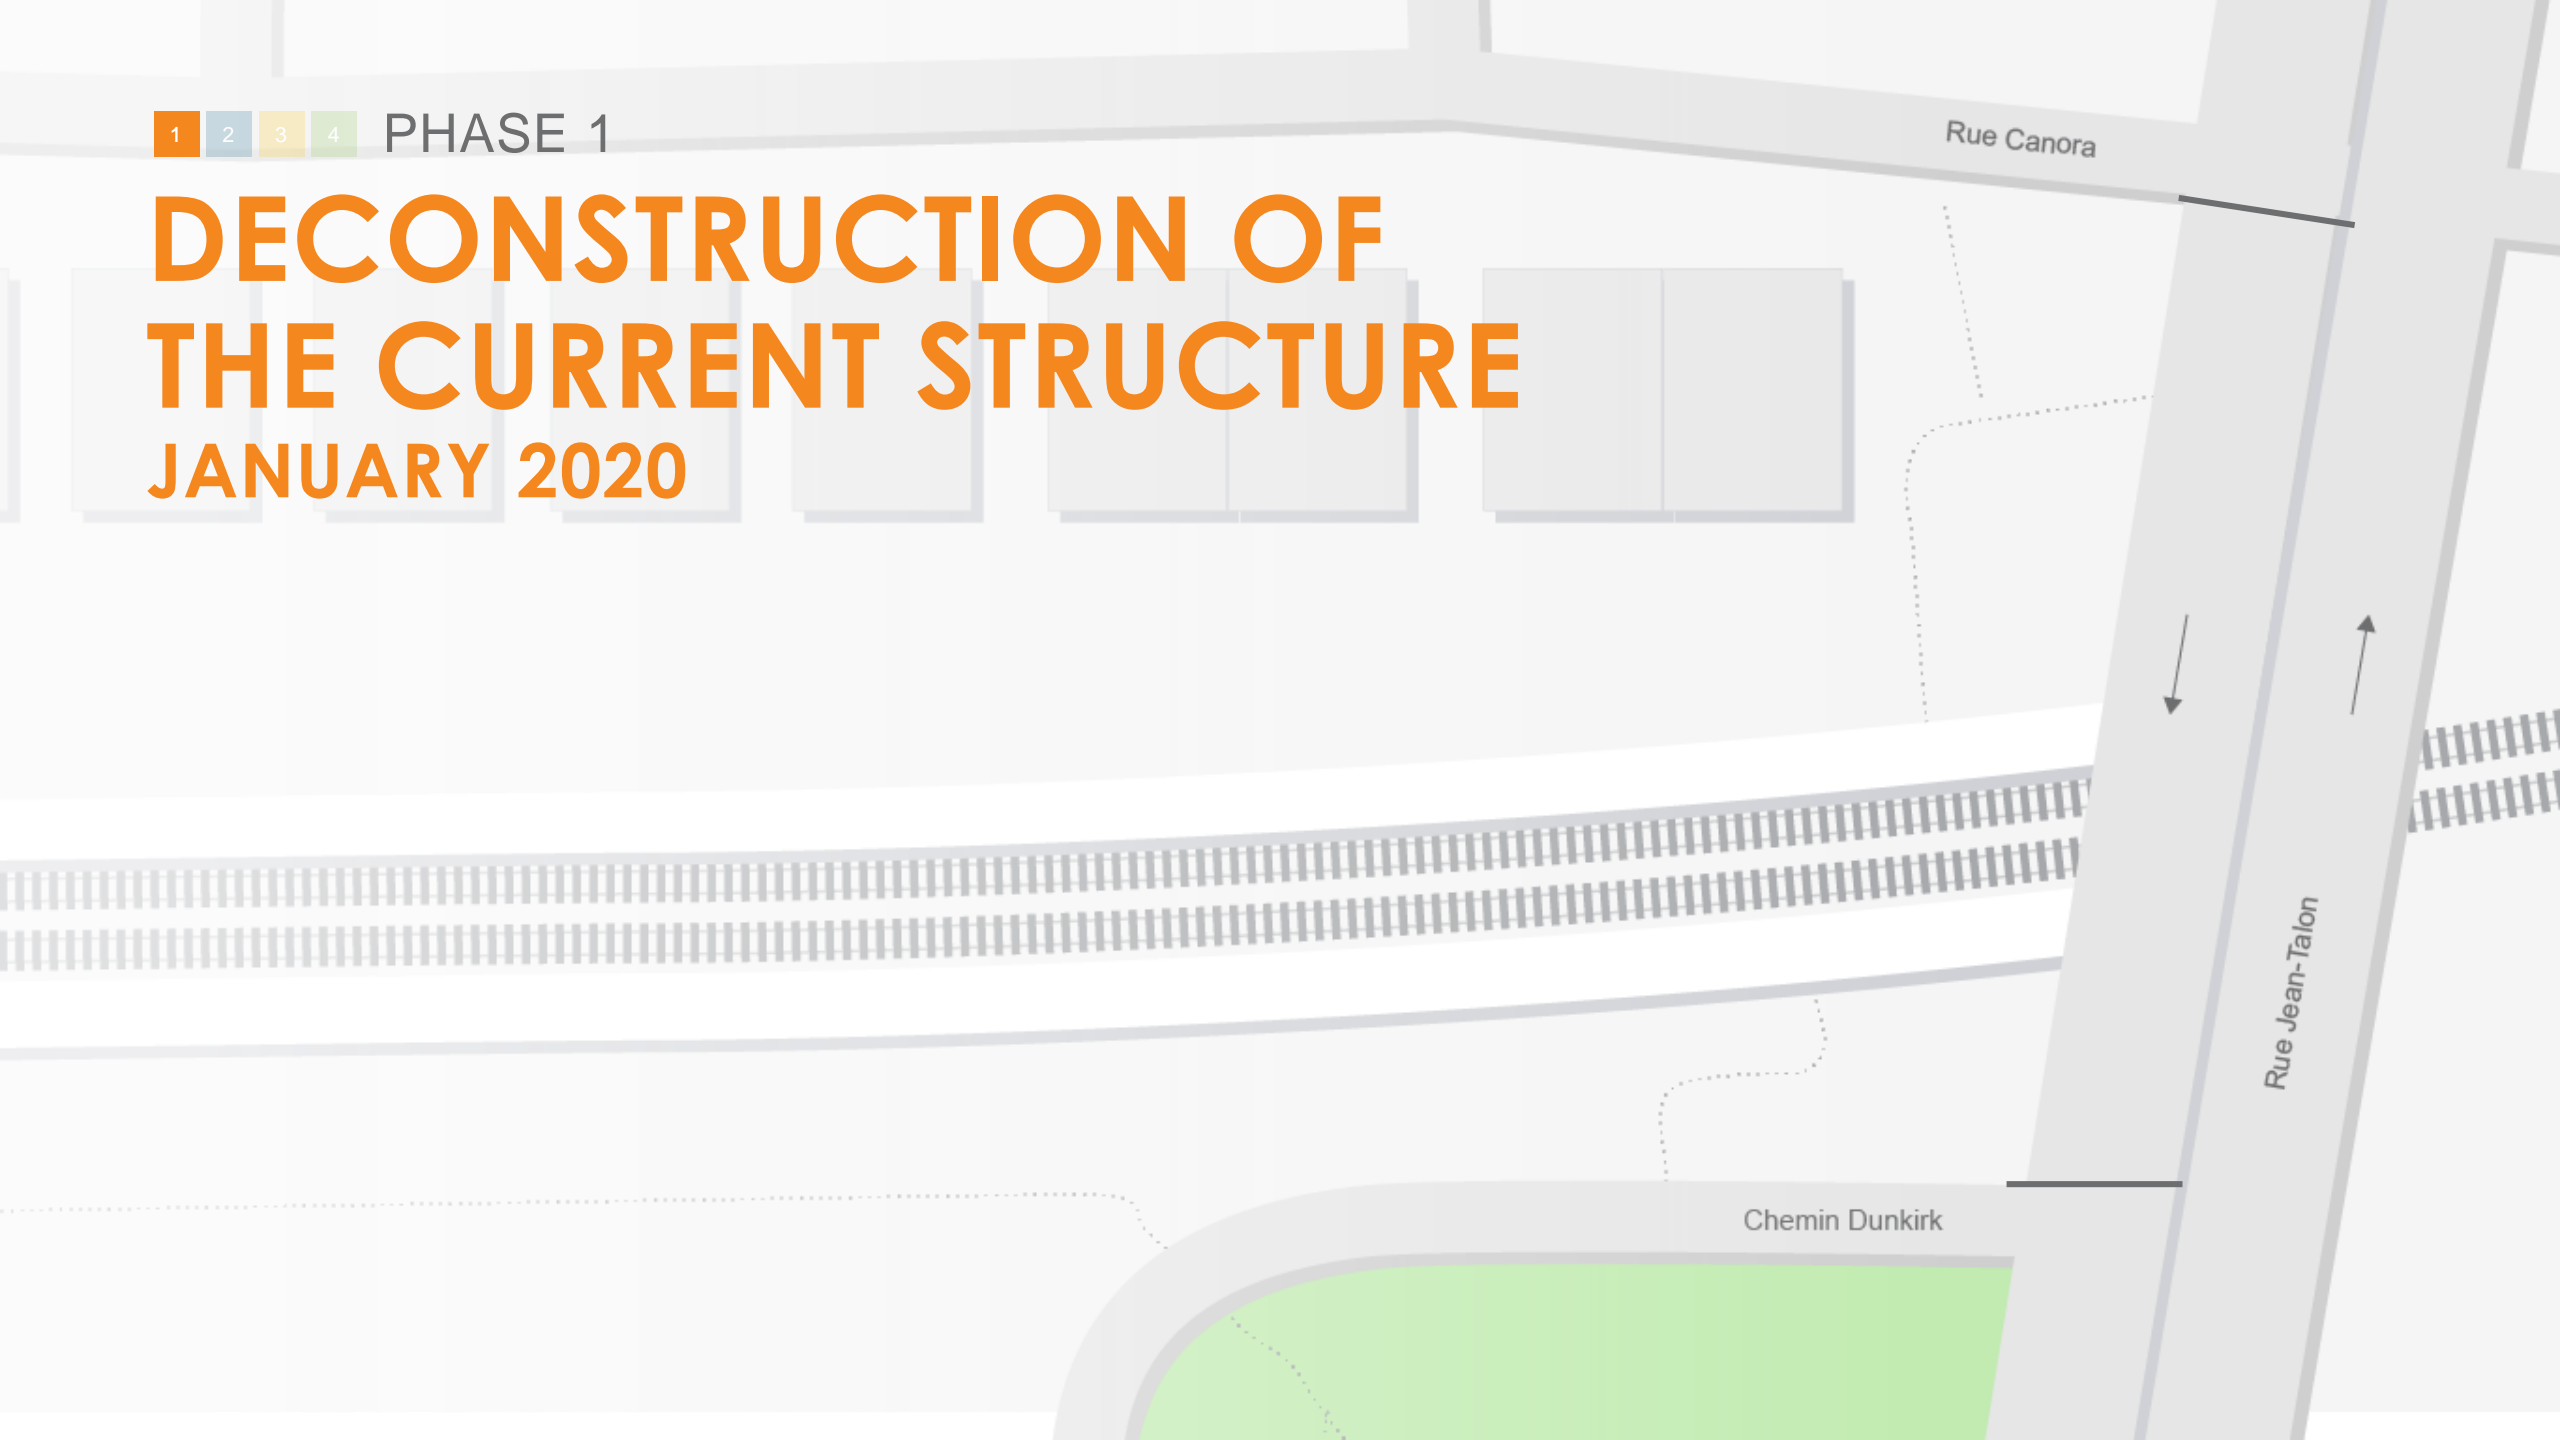 1 2 3 4 PHASE 1
DECONSTRUCTION OF
THE CURRENT STRUCTURE
JANUARY 2020
Rue Canora
Rue Jean-Talon
Chemin Dunkirk